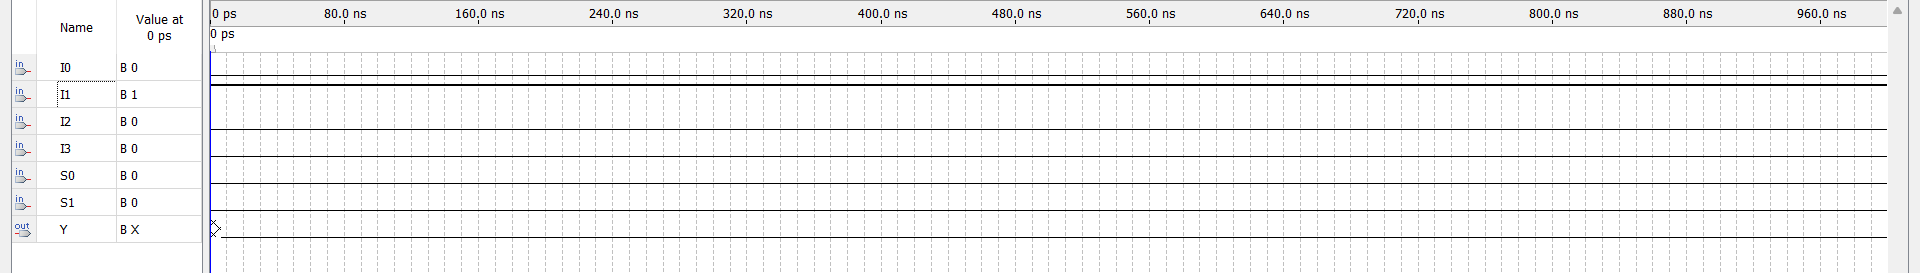 0 ps 80.0 ns 160.0 ns 240.0 ns 320.0 ns 400.0 ns 480.0 ns 560.0 ns 640.0 ns 720.0 ns 800.0 ns 880.0 ns 960.0 ns
Name Value at 0 ps
0 ps
in I0 B 0
in I1 B 1
in I2 B 0
in I3 B 0
in S0 B 0
in S1 B 0
out Y B X